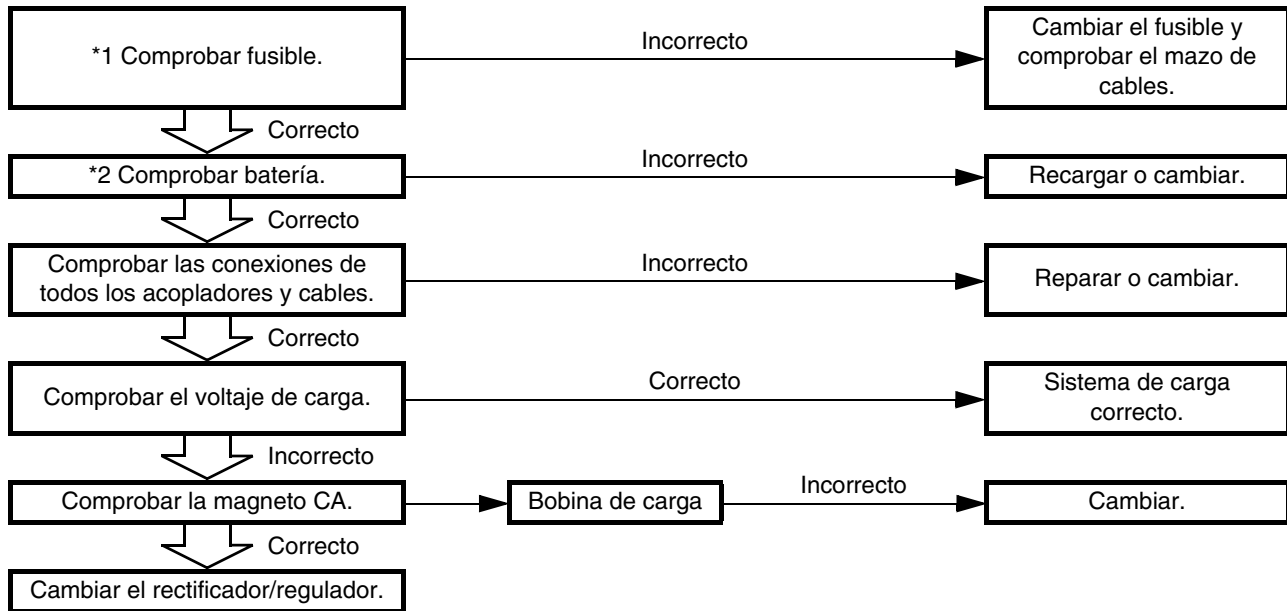 *1 Comprobar fusible.
Incorrecto
Cambiar el fusible y
comprobar el mazo de
cables.
Correcto
*2 Comprobar batería.
Incorrecto
Recargar o cambiar.
Correcto
Comprobar las conexiones de
todos los acopladores y cables.
Incorrecto
Reparar o cambiar.
Correcto
Comprobar el voltaje de carga.
Correcto
Sistema de carga
correcto.
Incorrecto
Comprobar la magneto CA.
Bobina de carga
Incorrecto
Cambiar.
Correcto
Cambiar el rectificador/regulador.